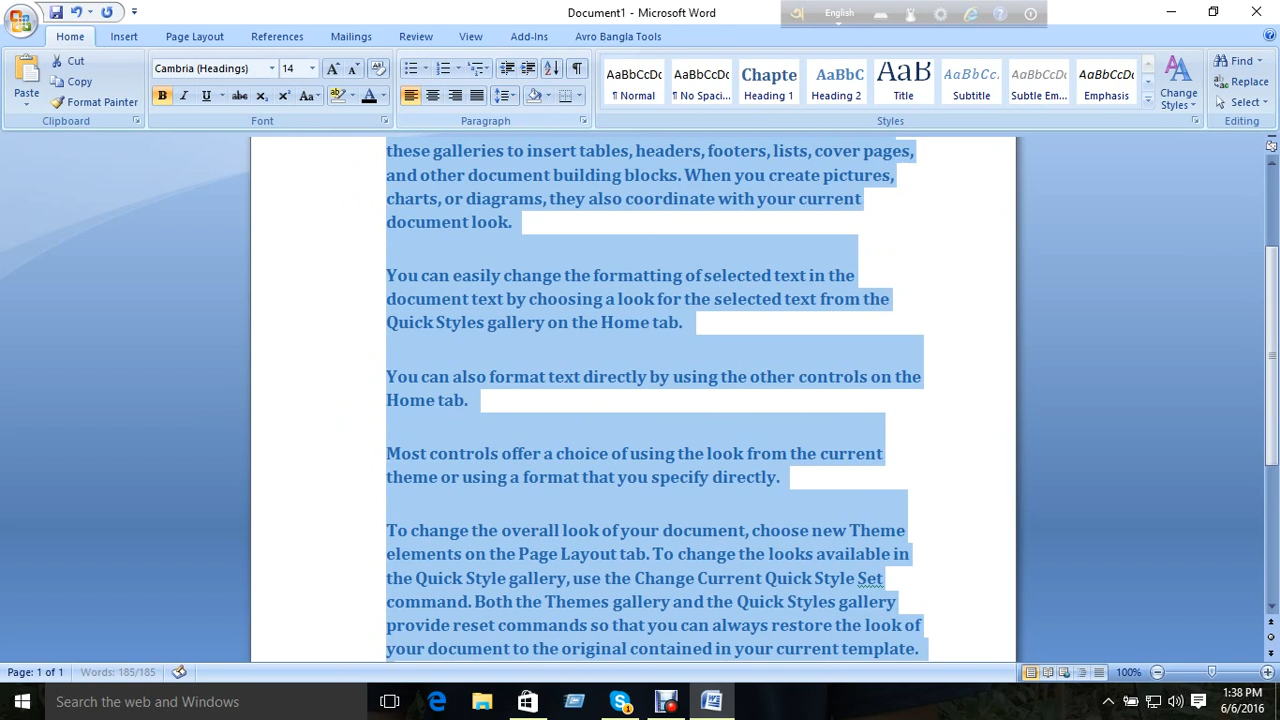 Document1 - Microsoft Word
English
Home
Insert
Page Layout
References
Mailings
Review
View
Add-Ins
Avro Bangla Tools
Paste
Cut
Copy
Format Painter
Clipboard
Cambria (Headings)
14
Font
Paragraph
AaBbCcDc
¶ Normal
AaBbCcDc
¶ No Spaci...
Chapte
Heading 1
AaBbC
Heading 2
AaB
Title
AaBbCc.
Subtitle
AaBbCcDc
Subtle Em...
AaBbCcDc
Emphasis
Change
Styles
Styles
Find
Replace
Select
Editing
these galleries to insert tables, headers, footers, lists, cover pages,
and other document building blocks. When you create pictures,
charts, or diagrams, they also coordinate with your current
document look.
You can easily change the formatting of selected text in the
document text by choosing a look for the selected text from the
Quick Styles gallery on the Home tab.
You can also format text directly by using the other controls on the
Home tab.
Most controls offer a choice of using the look from the current
theme or using a format that you specify directly.
To change the overall look of your document, choose new Theme
elements on the Page Layout tab. To change the looks available in
the Quick Style gallery, use the Change Current Quick Style Set
command. Both the Themes gallery and the Quick Styles gallery
provide reset commands so that you can always restore the look of
your document to the original contained in your current template.
Page: 1 of 1
Words: 185/185
100%
Search the web and Windows
1:38 PM
6/6/2016